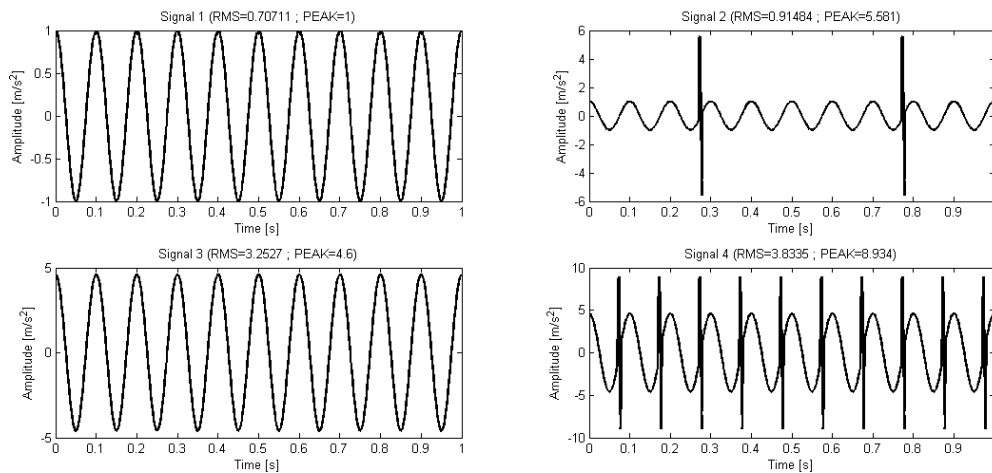 Signal 1 (RMS=0.70711 ; PEAK=1)
1
0.5
0
-0.5
-1
Amplitude [m/s²]
0 0.1 0.2 0.3 0.4 0.5 0.6 0.7 0.8 0.9 1
Time [s]
Signal 2 (RMS=0.91484 ; PEAK=5.581)
6
4
2
0
-2
-4
-6
Amplitude [m/s²]
0 0.1 0.2 0.3 0.4 0.5 0.6 0.7 0.8 0.9
Time [s]
Signal 3 (RMS=3.2527 ; PEAK=4.6)
5
0
-5
Amplitude [m/s²]
0 0.1 0.2 0.3 0.4 0.5 0.6 0.7 0.8 0.9 1
Time [s]
Signal 4 (RMS=3.8335 ; PEAK=8.934)
10
5
0
-5
-10
Amplitude [m/s²]
0 0.1 0.2 0.3 0.4 0.5 0.6 0.7 0.8 0.9
Time [s]